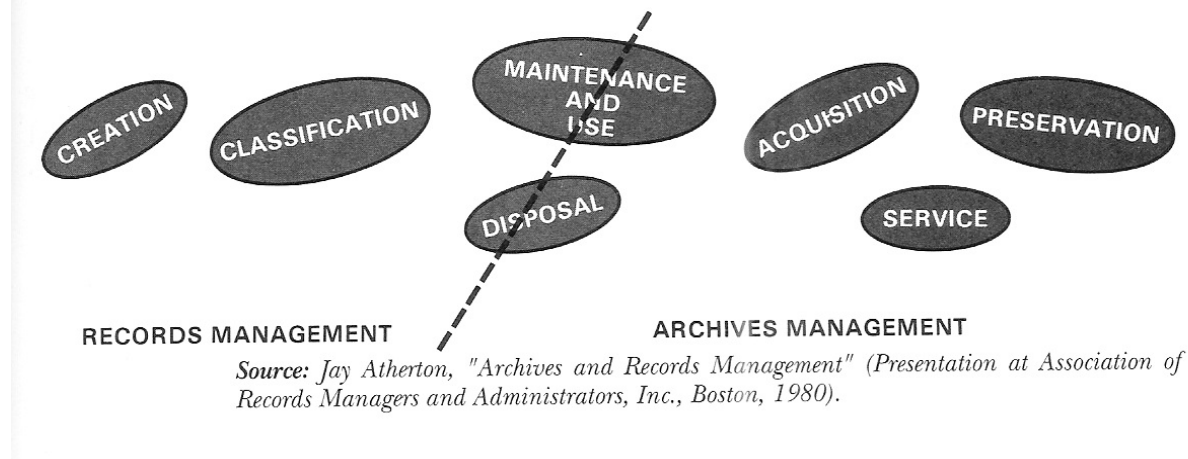 CREATION
CLASSIFICATION
MAINTENANCE
AND
USE
DISPOSAL
ACQUISITION
PRESERVATION
SERVICE
RECORDS MANAGEMENT
ARCHIVES MANAGEMENT
Source: Jay Atherton, "Archives and Records Management" (Presentation at Association of
Records Managers and Administrators, Inc., Boston, 1980).